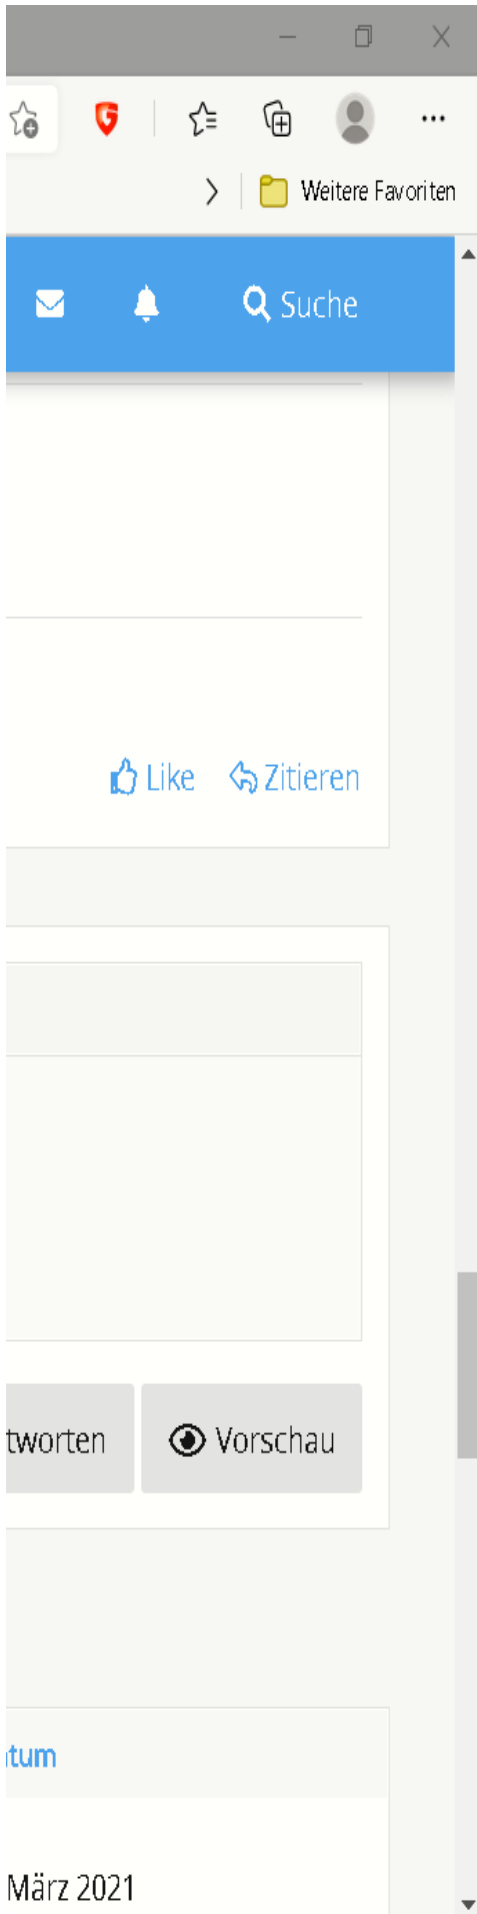 Weitere Favoriten
Suche
Like Zitieren
tworten Vorschau
tum
März 2021